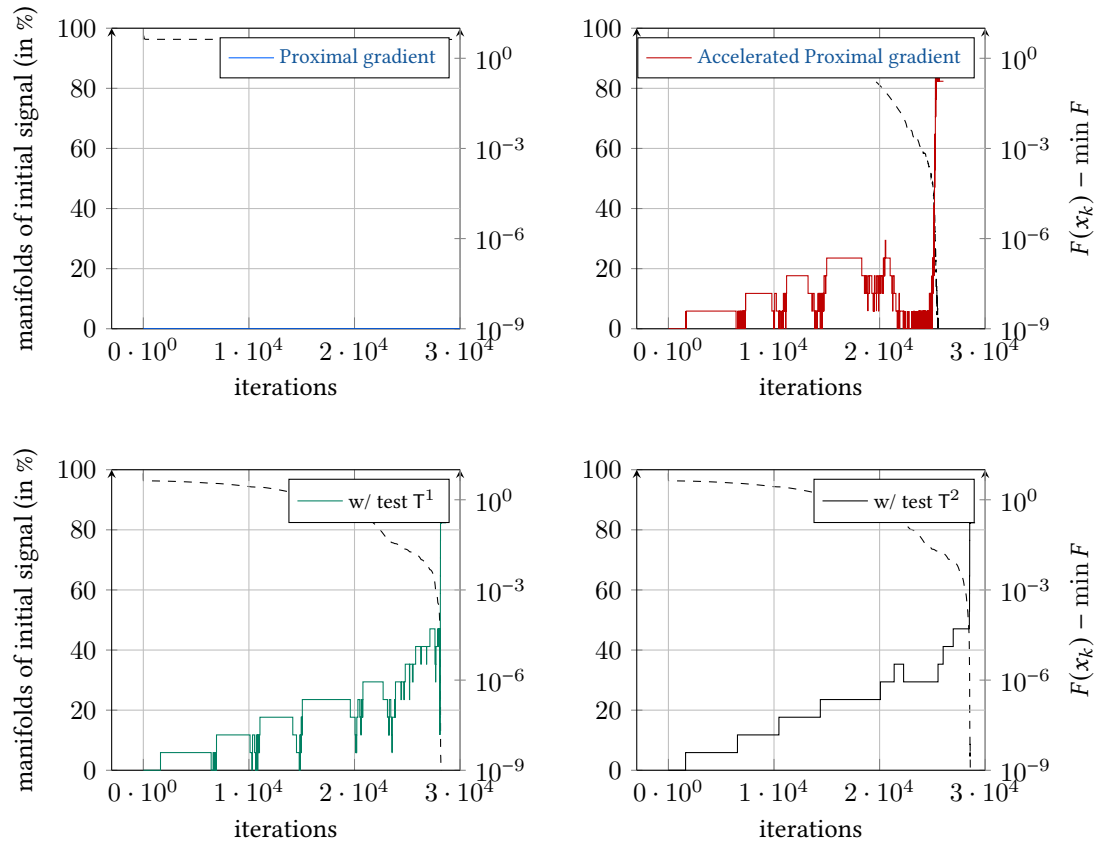 manifolds of initial signal (in %)
100
80
60
40
20
0
Proximal gradient
10^0
10^{-3}
10^{-6}
10^{-9}
0 · 10^0
1 · 10^4
2 · 10^4
3 · 10^4
iterations
100
80
60
40
20
0
Accelerated Proximal gradient
10^0
10^{-3}
10^{-6}
10^{-9}
F(x_k) − min F
0 · 10^0
1 · 10^4
2 · 10^4
3 · 10^4
iterations
manifolds of initial signal (in %)
100
80
60
40
20
0
w/ test T^1
10^0
10^{-3}
10^{-6}
10^{-9}
0 · 10^0
1 · 10^4
2 · 10^4
3 · 10^4
iterations
100
80
60
40
20
0
w/ test T^2
10^0
10^{-3}
10^{-6}
10^{-9}
F(x_k) − min F
0 · 10^0
1 · 10^4
2 · 10^4
3 · 10^4
iterations